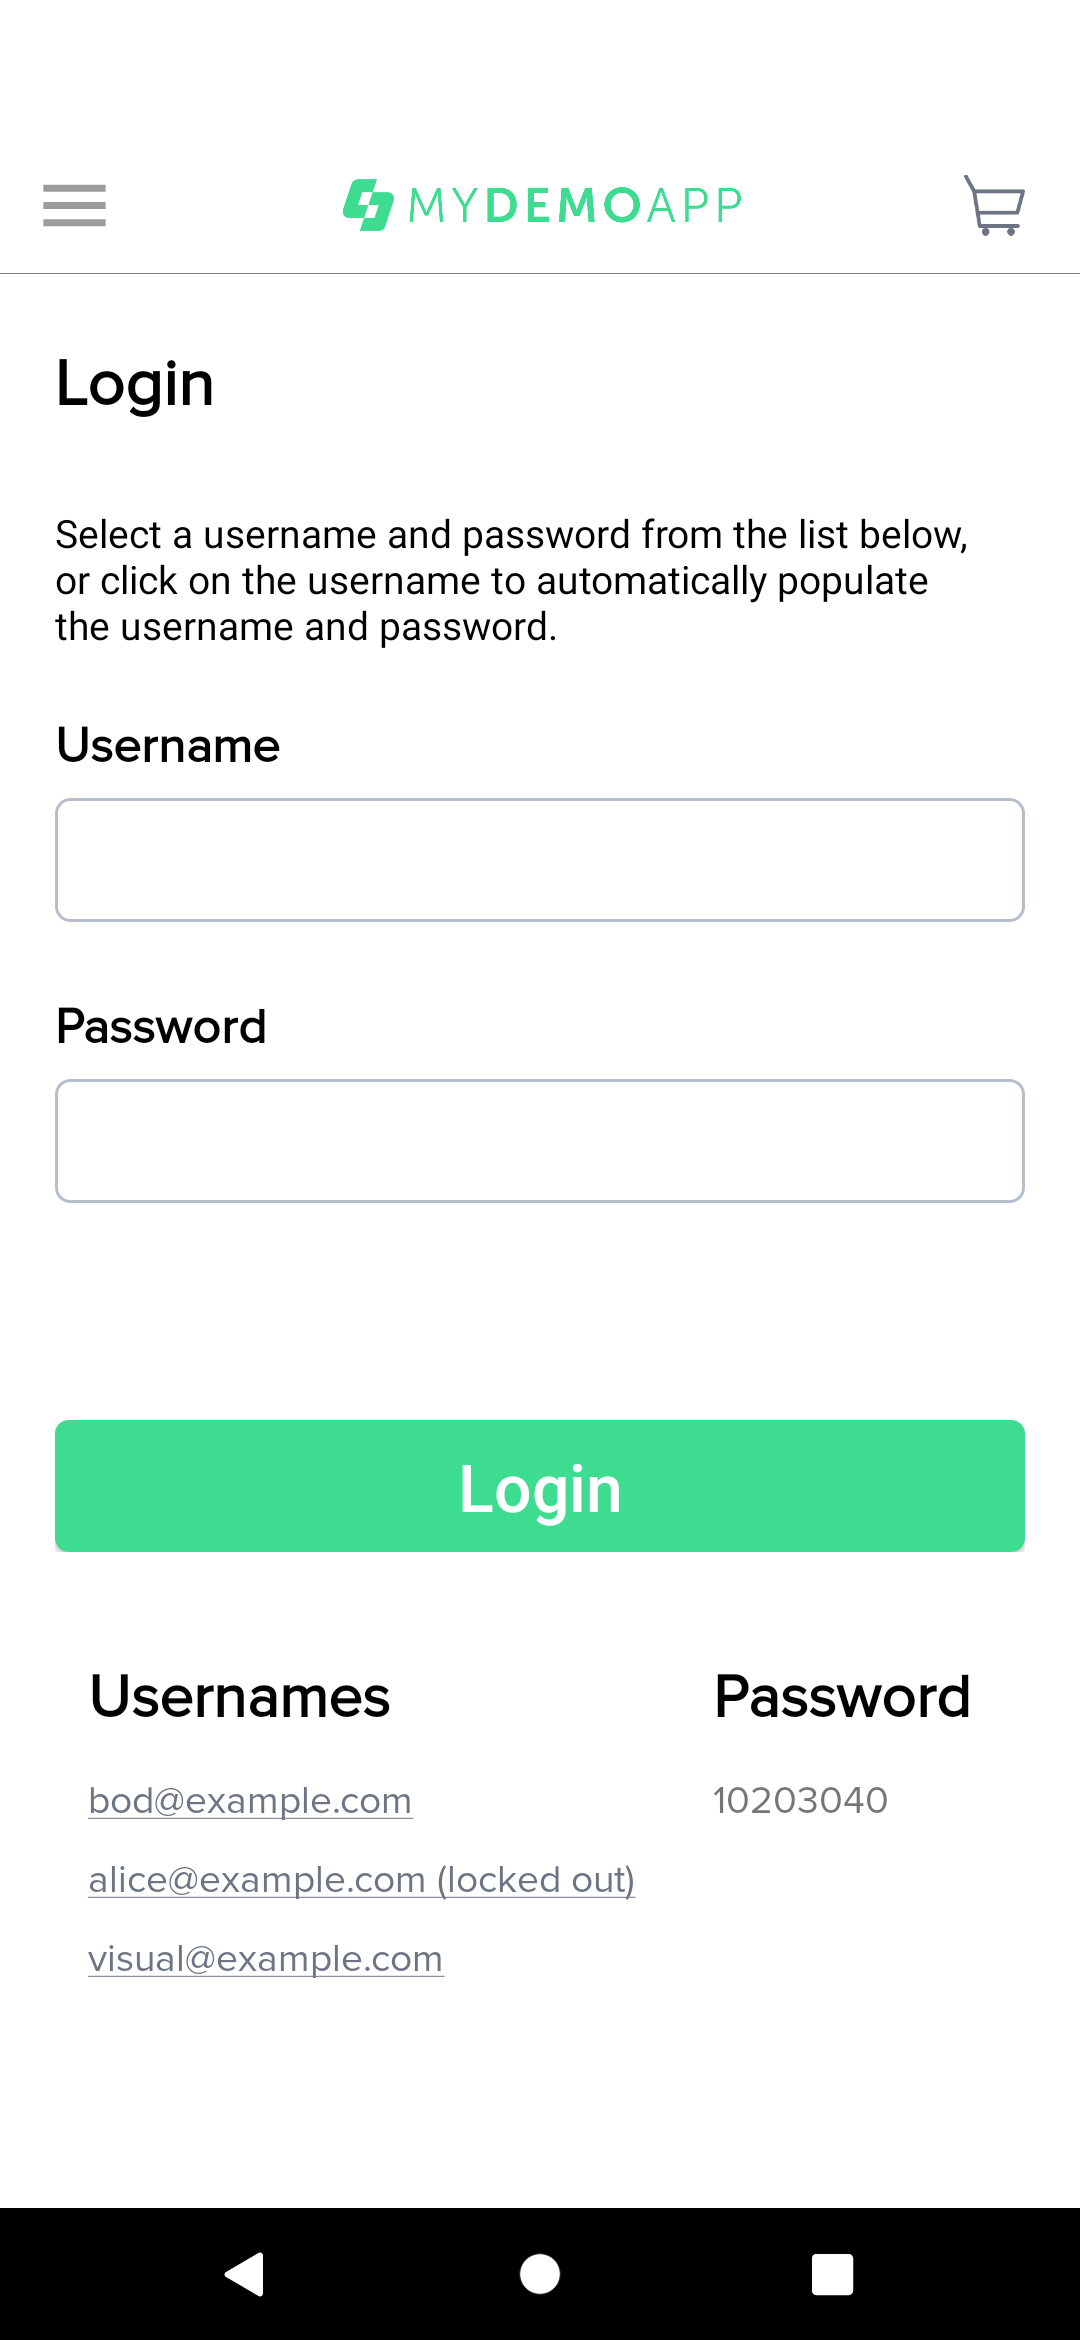 MYDEMOAPP
Login
Select a username and password from the list below,
or click on the username to automatically populate
the username and password.
Username
Password
Login
Usernames
Password
bod@example.com
10203040
alice@example.com (locked out)
visual@example.com